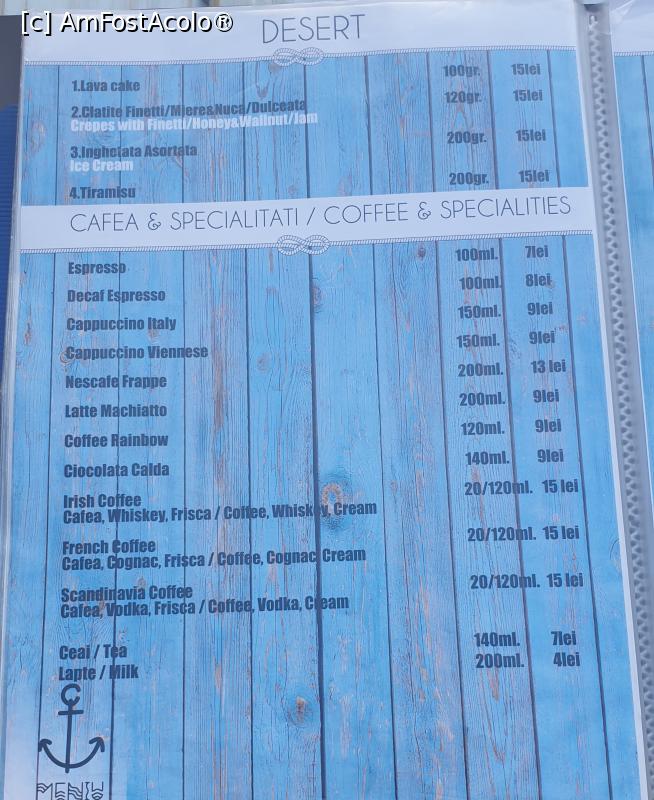 [c] AmFostAcolo®
DESERT
1.Lava cake 100gr. 15lei
2.Clatite Finetti/Miere&Nuca/Dulceata 120gr. 15lei
Crepes with Finetti/Honey&Wallnut/Jam
3.Inghetata Asortata 200gr. 15lei
Ice Cream
4.Tiramisu 200gr. 15lei
CAFEA & SPECIALITATI / COFFEE & SPECIALITIES
Espresso 100ml. 7lei
Decaf Espresso 100ml. 8lei
Cappuccino Italy 150ml. 9lei
Cappuccino Viennese 150ml. 9lei
Nescafe Frappe 200ml. 13 lei
Latte Machiatto 200ml. 9lei
Coffee Rainbow 120ml. 9lei
Ciocolata Calda 140ml. 9lei
Irish Coffee 20/120ml. 15 lei
Cafea, Whiskey, Frisca / Coffee, Whiskey, Cream
French Coffee 20/120ml. 15 lei
Cafea, Cognac, Frisca / Coffee, Cognac, Cream
Scandinavia Coffee 20/120ml. 15 lei
Cafea, Vodka, Frisca / Coffee, Vodka, Cream
Ceai / Tea 140ml. 7lei
Lapte / Milk 200ml. 4lei
MENIU